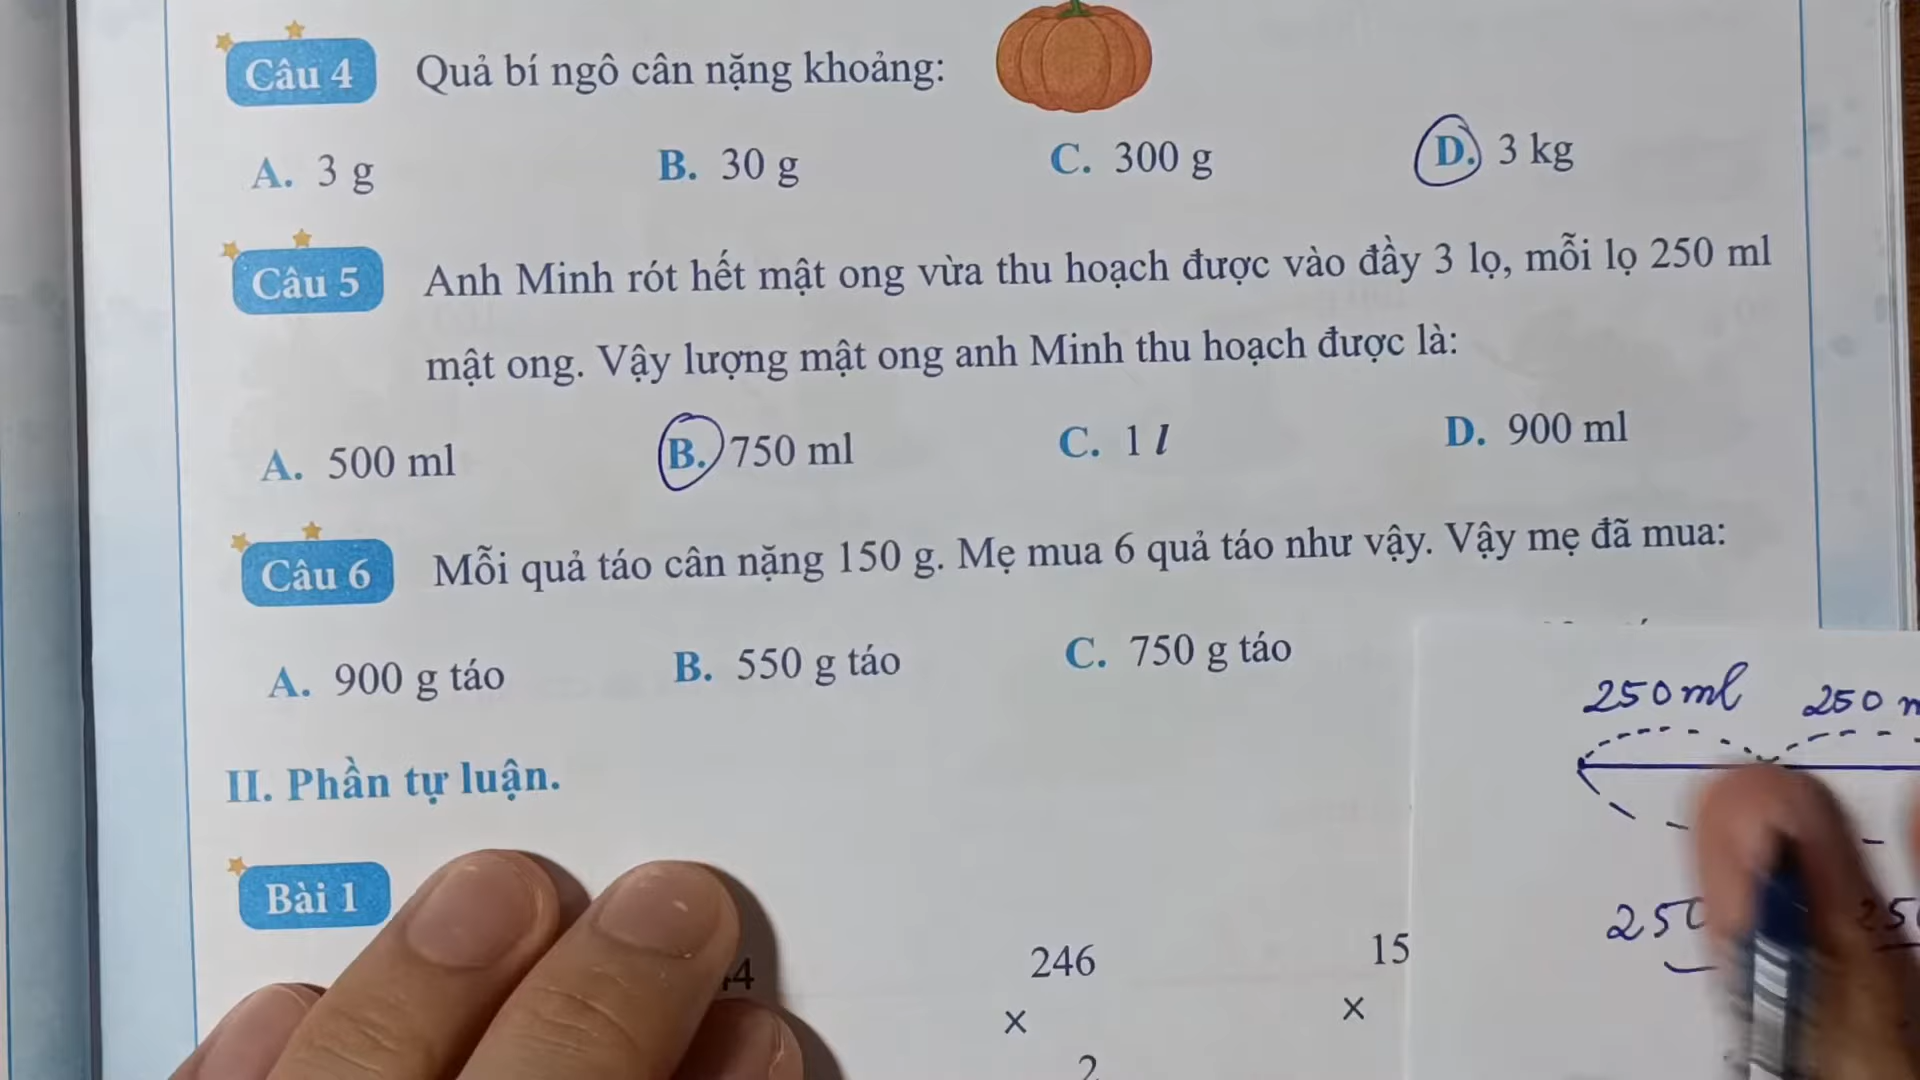 Câu 4 Quả bí ngô cân nặng khoảng:
A. 3 g B. 30 g C. 300 g D. 3 kg
Câu 5 Anh Minh rót hết mật ong vừa thu hoạch được vào đầy 3 lọ, mỗi lọ 250 ml
mật ong. Vậy lượng mật ong anh Minh thu hoạch được là:
A. 500 ml B. 750 ml C. 1 l D. 900 ml
Câu 6 Mỗi quả táo cân nặng 150 g. Mẹ mua 6 quả táo như vậy. Vậy mẹ đã mua:
A. 900 g táo B. 550 g táo C. 750 g táo
250 ml 250
II. Phần tự luận.
Bài 1
246 15
× ×
2